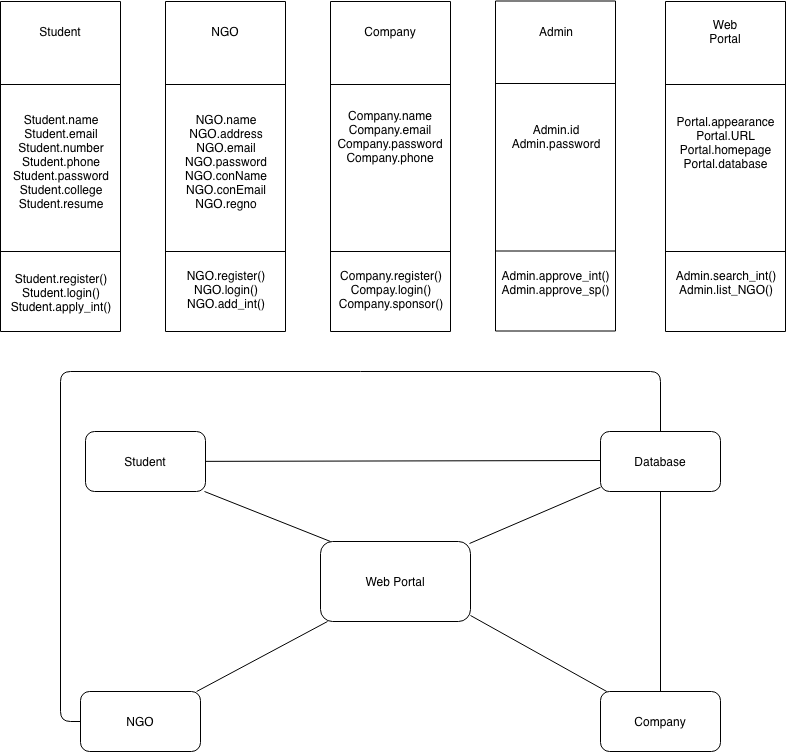 Student
Student.name
Student.email
Student.number
Student.phone
Student.password
Student.college
Student.resume
Student.register()
Student.login()
Student.apply_int()
NGO
NGO.name
NGO.address
NGO.email
NGO.password
NGO.conName
NGO.conEmail
NGO.regno
NGO.register()
NGO.login()
NGO.add_int()
Company
Company.name
Company.email
Company.password
Company.phone
Company.register()
Compay.login()
Company.sponsor()
Admin
Admin.id
Admin.password
Admin.approve_int()
Admin.approve_sp()
Web
Portal
Portal.appearance
Portal.URL
Portal.homepage
Portal.database
Admin.search_int()
Admin.list_NGO()
Student
Database
Web Portal
NGO
Company